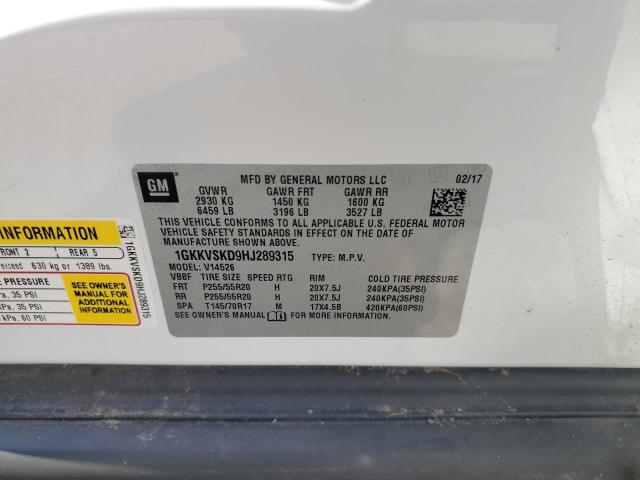 GM
MFD BY GENERAL MOTORS LLC 02/17
GVWR GAWR FRT GAWR RR
2930 KG 1450 KG 1600 KG
6459 LB 3196 LB 3527 LB
THIS VEHICLE CONFORMS TO ALL APPLICABLE U.S. FEDERAL MOTOR
VEHICLE SAFETY STANDARDS IN EFFECT ON THE DATE OF
MANUFACTURE SHOWN ABOVE.
1GKKVSKD9HJ289315 TYPE: M.P.V.
MODEL: V14526
VBBF TIRE SIZE SPEED RTG RIM COLD TIRE PRESSURE
FRT P255/55R20 H 20X7.5J 240KPA(35PSI)
RR P255/55R20 H 20X7.5J 240KPA(35PSI)
SPA T145/70R17 M 17X4.5B 420KPA(60PSI)
SEE OWNER'S MANUAL FOR MORE INFORMATION.
INFORMATION
FRONT 2 REAR 5
exceed 630 kg or 1389 lbs
PRESSURE
35 PSI
kPa, 35 PSI
kPa, 60 PSI
SEE OWNER'S
MANUAL FOR
ADDITIONAL
INFORMATION
1GKKVSKD9HJ289315